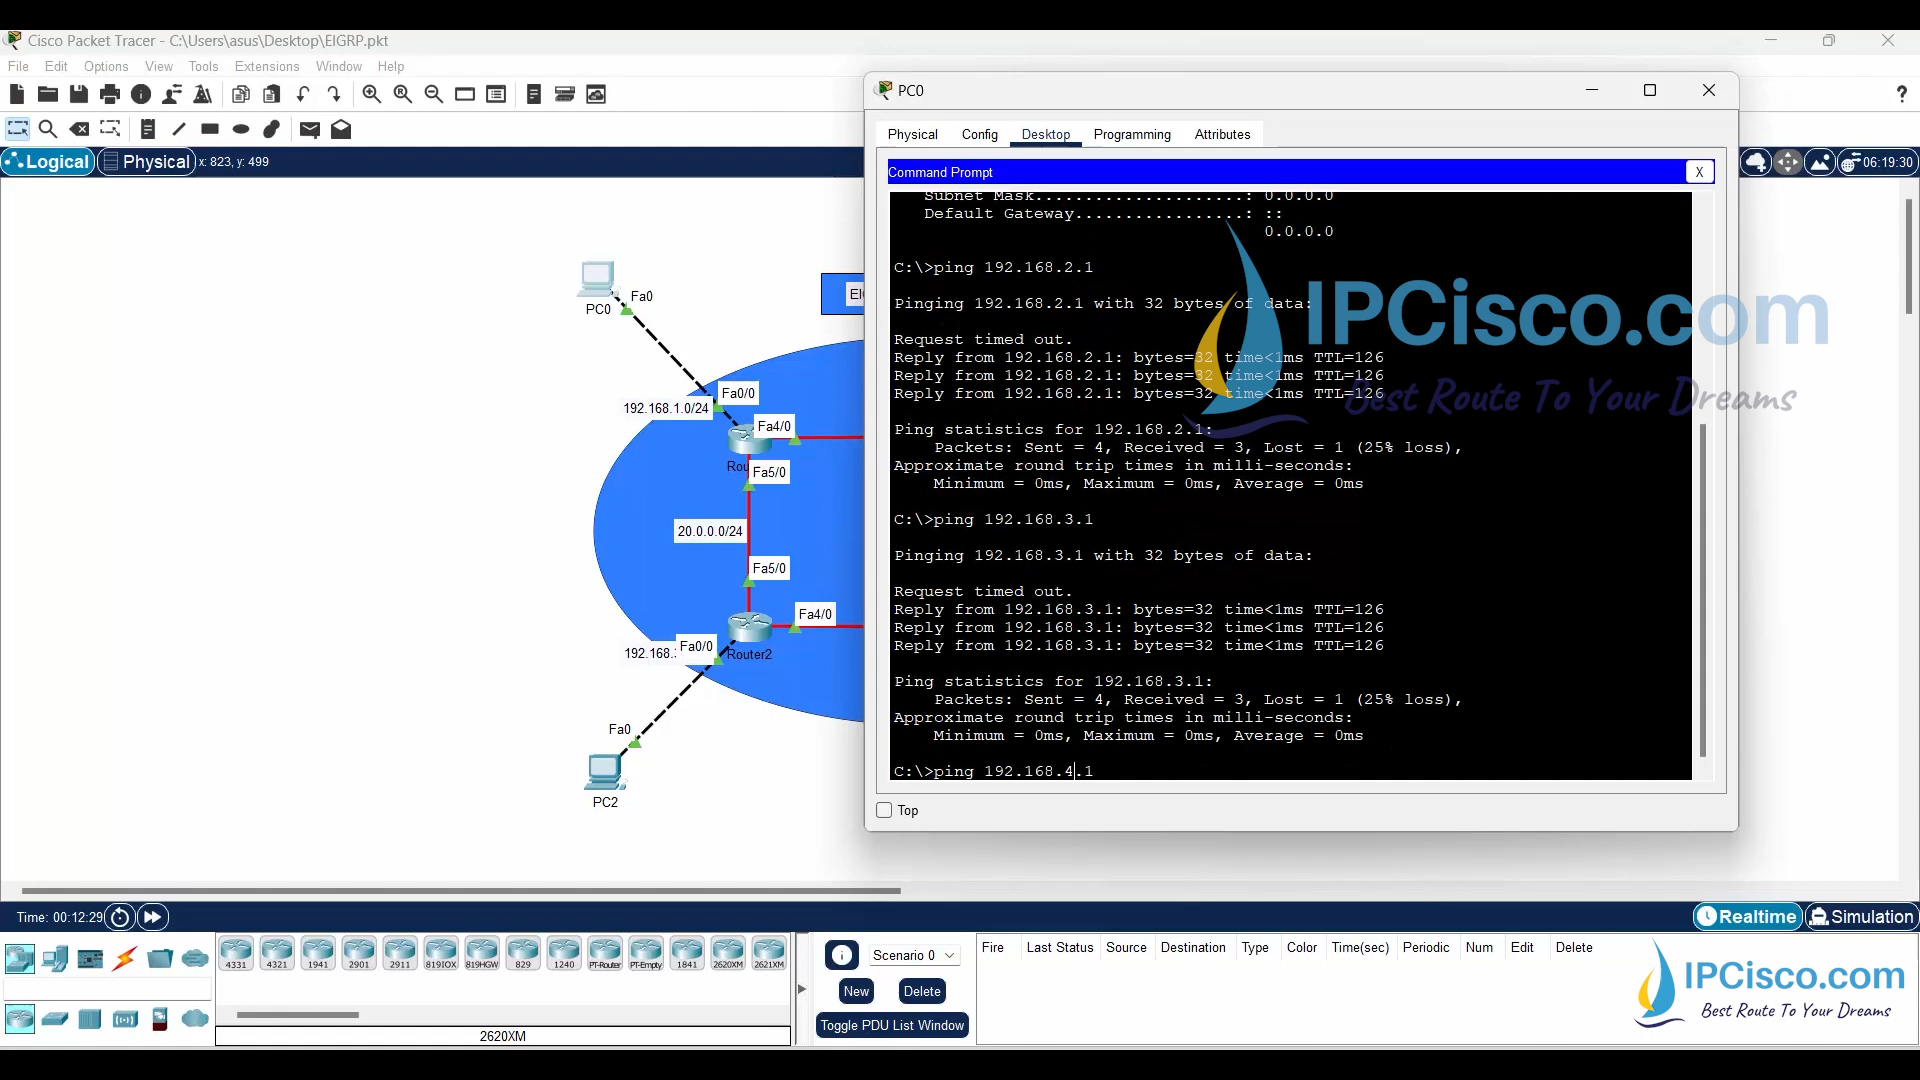 Cisco Packet Tracer - C:\Users\asus\Desktop\EIGRP.pkt
File Edit Options View Tools Extensions Window Help
Logical Physical x: 823, y: 499
06:19:30
PC0
Physical Config Desktop Programming Attributes
Command Prompt
X
Subnet Mask......................: 0.0.0.0
Default Gateway.................: ::
0.0.0.0
C:\>ping 192.168.2.1
Pinging 192.168.2.1 with 32 bytes of data:
Request timed out.
Reply from 192.168.2.1: bytes=32 time<1ms TTL=126
Reply from 192.168.2.1: bytes=32 time<1ms TTL=126
Reply from 192.168.2.1: bytes=32 time<1ms TTL=126
Ping statistics for 192.168.2.1:
Packets: Sent = 4, Received = 3, Lost = 1 (25% loss),
Approximate round trip times in milli-seconds:
Minimum = 0ms, Maximum = 0ms, Average = 0ms
C:\>ping 192.168.3.1
Pinging 192.168.3.1 with 32 bytes of data:
Request timed out.
Reply from 192.168.3.1: bytes=32 time<1ms TTL=126
Reply from 192.168.3.1: bytes=32 time<1ms TTL=126
Reply from 192.168.3.1: bytes=32 time<1ms TTL=126
Ping statistics for 192.168.3.1:
Packets: Sent = 4, Received = 3, Lost = 1 (25% loss),
Approximate round trip times in milli-seconds:
Minimum = 0ms, Maximum = 0ms, Average = 0ms
C:\>ping 192.168.4.1
Top
IPCisco.com
Best Route To Your Dreams
PC0
Fa0
192.168.1.0/24
Fa0/0
Fa4/0
Fa5/0
20.0.0.0/24
Fa5/0
Fa4/0
Fa0/0
Router2
Fa0
PC2
Time: 00:12:29
Realtime Simulation
4331 4321 1941 2901 2911 819IOX 819HGW 829 1240 PT-Router PT-Empty 1841 2620XM 2621XM
2620XM
Scenario 0
New Delete
Toggle PDU List Window
Fire Last Status Source Destination Type Color Time(sec) Periodic Num Edit Delete
IPCisco.com
Best Route To Your Dreams